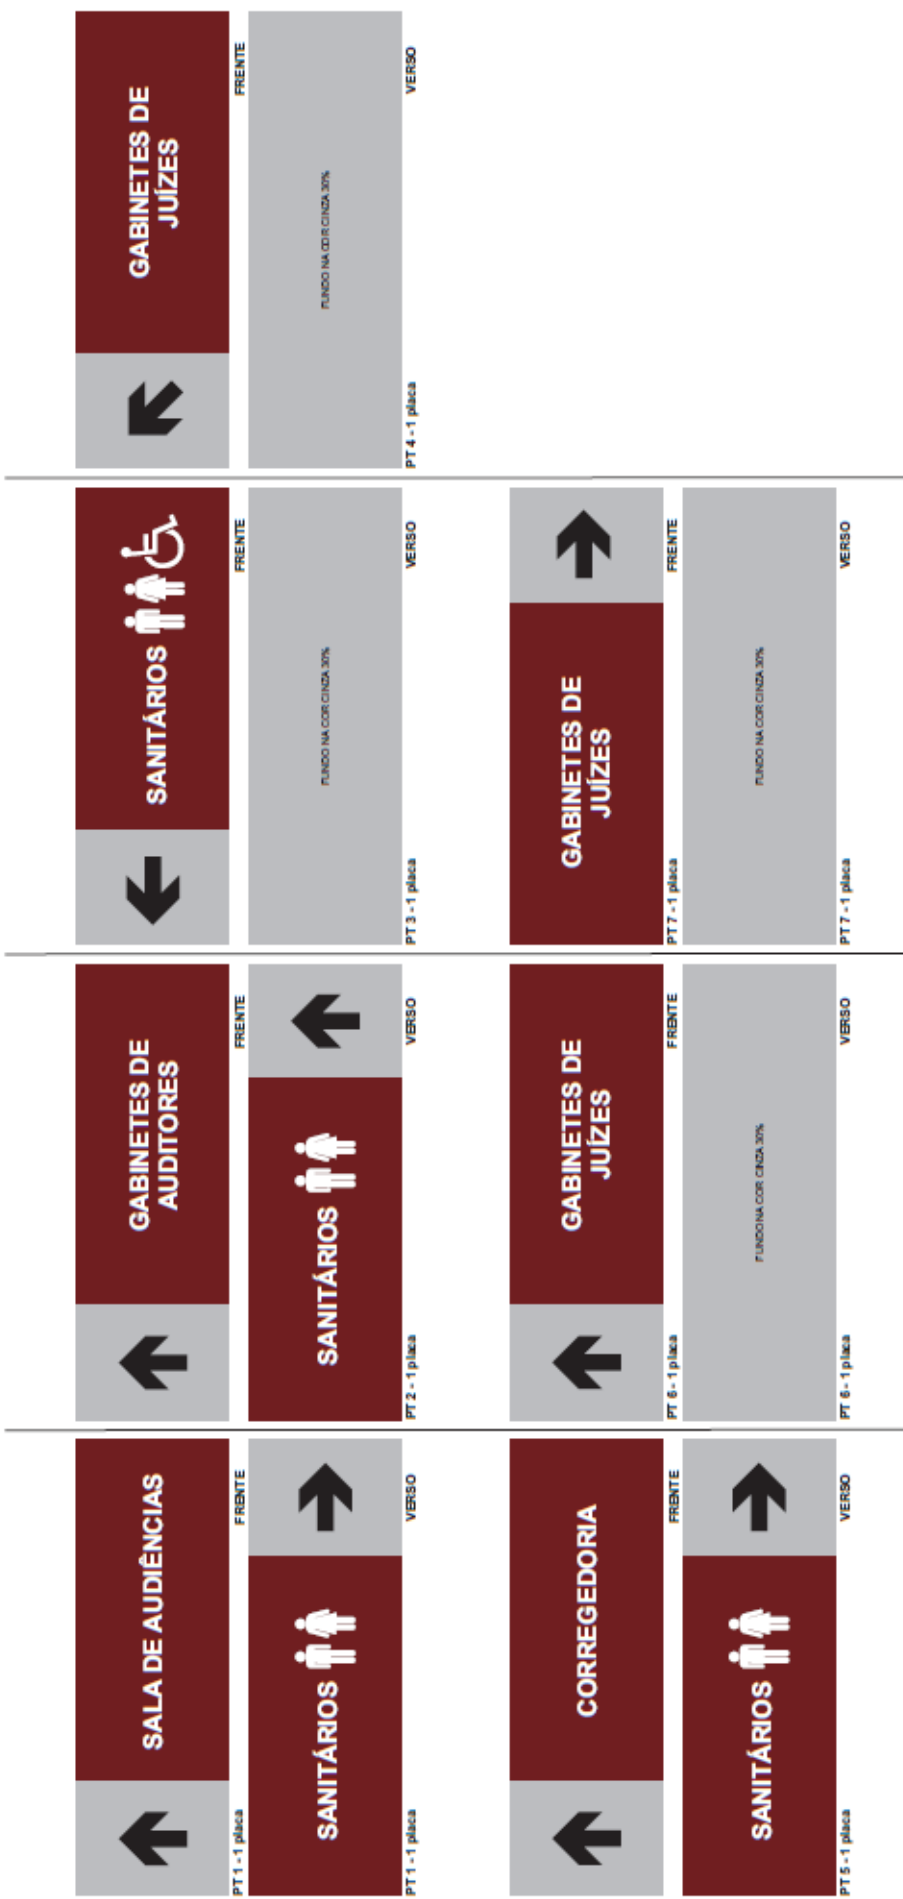 SALA DE AUDIÊNCIAS
PT 1 - 1 placa FRENTE
SANITÁRIOS
PT 1 - 1 placa VERSO
GABINETES DE
AUDITORES
FRENTE
SANITÁRIOS
PT 2 - 1 placa VERSO
SANITÁRIOS
FRENTE
FUNDO NA COR CINZA 30%
PT 3 - 1 placa VERSO
GABINETES DE
JUÍZES
FRENTE
FUNDO NA COR CINZA 30%
PT 4 - 1 placa VERSO
CORREGEDORIA
FRENTE
SANITÁRIOS
PT 5 - 1 placa VERSO
GABINETES DE
JUÍZES
PT 6 - 1 placa FRENTE
FUNDO NA COR CINZA 30%
PT 6 - 1 placa VERSO
GABINETES DE
JUÍZES
PT 7 - 1 placa FRENTE
FUNDO NA COR CINZA 30%
PT 7 - 1 placa VERSO